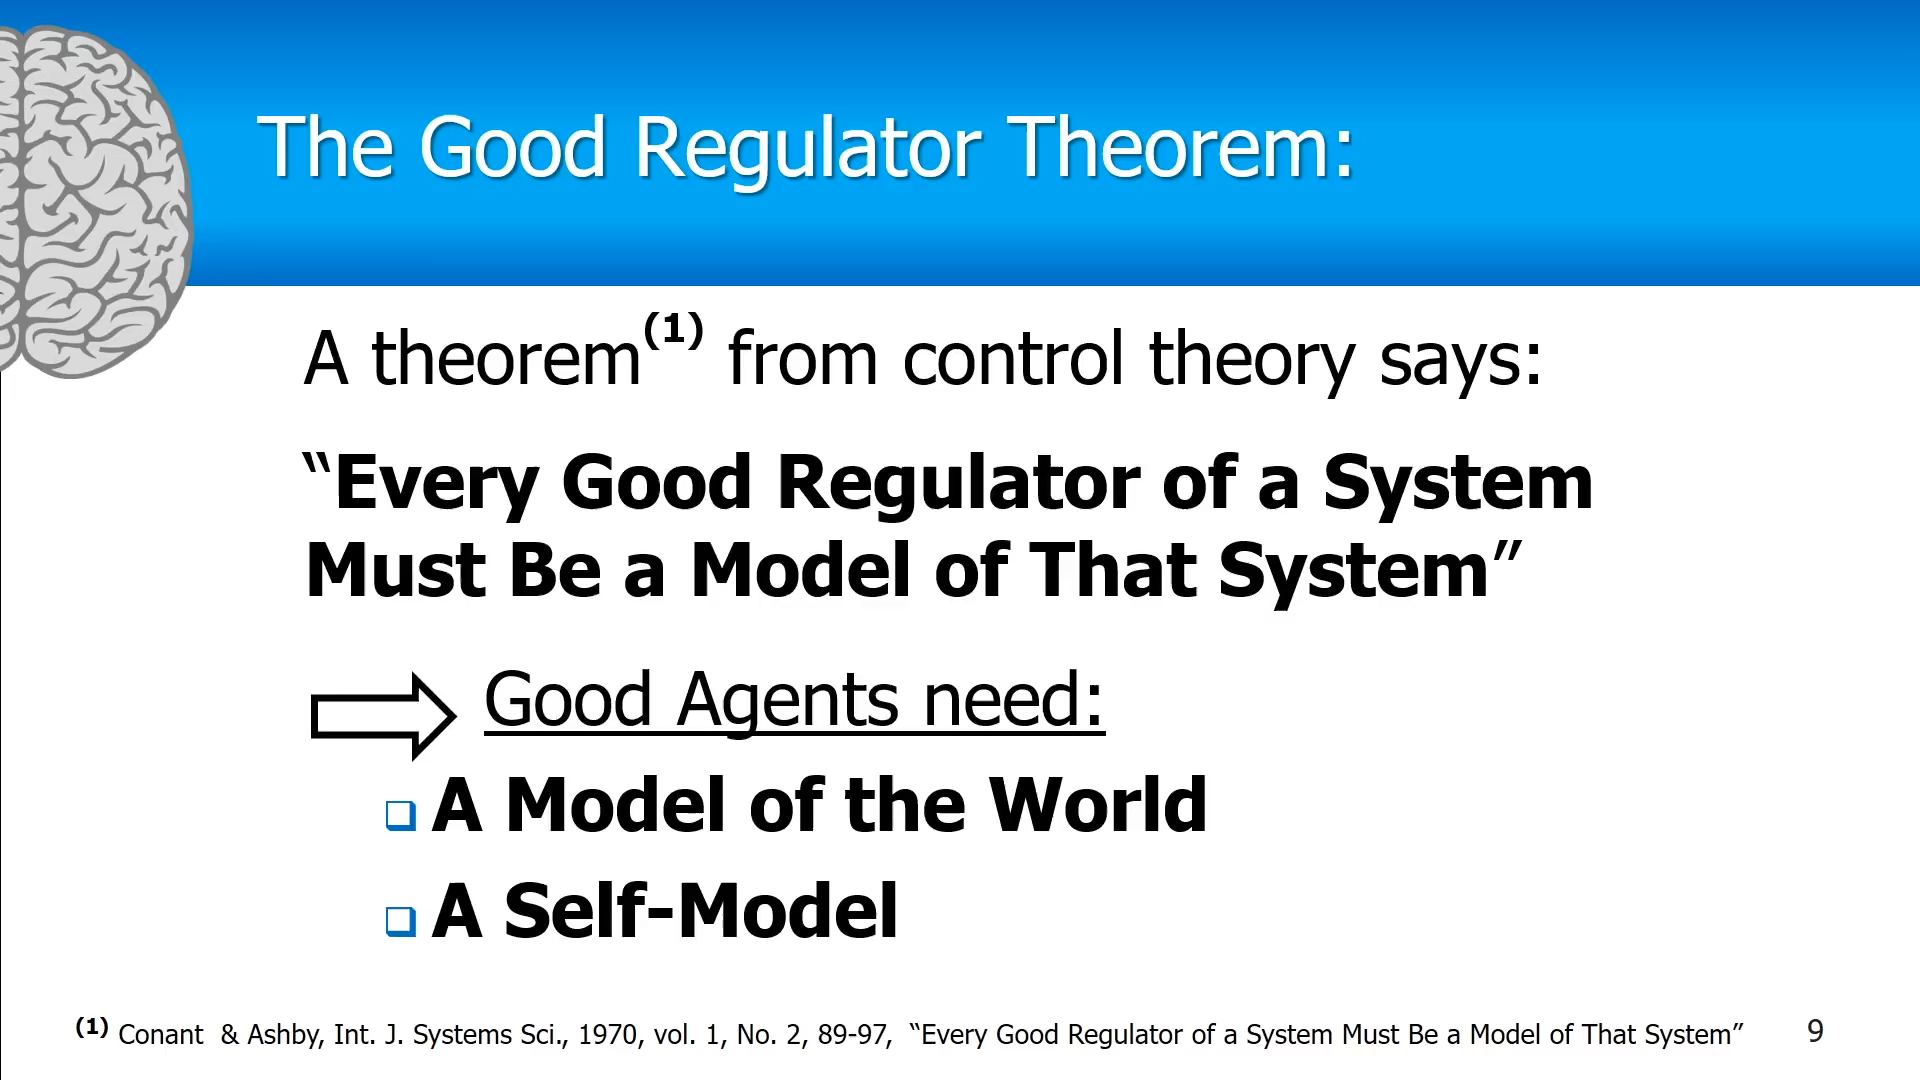 The Good Regulator Theorem:
A theorem(1) from control theory says:
“Every Good Regulator of a System
Must Be a Model of That System”
Good Agents need:
A Model of the World
A Self-Model
(1) Conant & Ashby, Int. J. Systems Sci., 1970, vol. 1, No. 2, 89-97, “Every Good Regulator of a System Must Be a Model of That System”
9